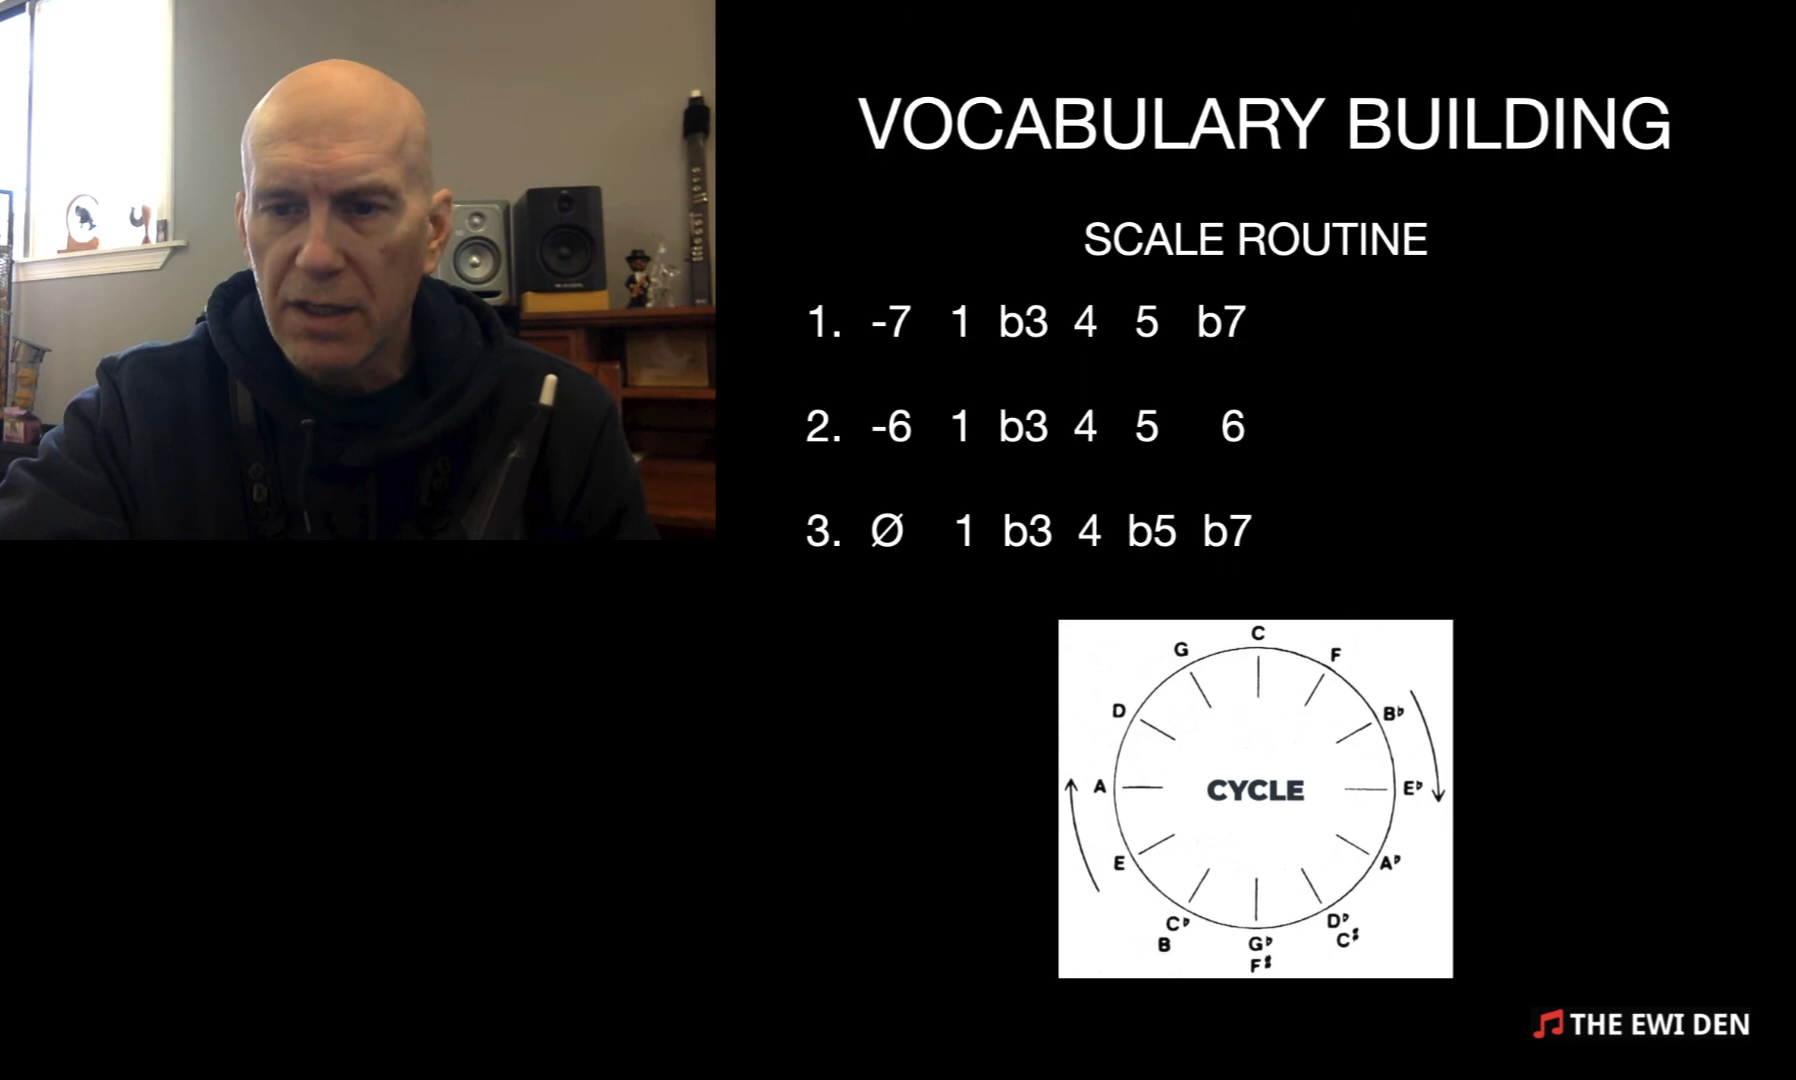 VOCABULARY BUILDING
SCALE ROUTINE
1. -7 1 b3 4 5 b7
2. -6 1 b3 4 5 6
3. Ø 1 b3 4 b5 b7
C
G
F
D
B♭
A
CYCLE
E♭
E
A♭
C♭
B
D♭
C♯
G♭
F♯
THE EWI DEN